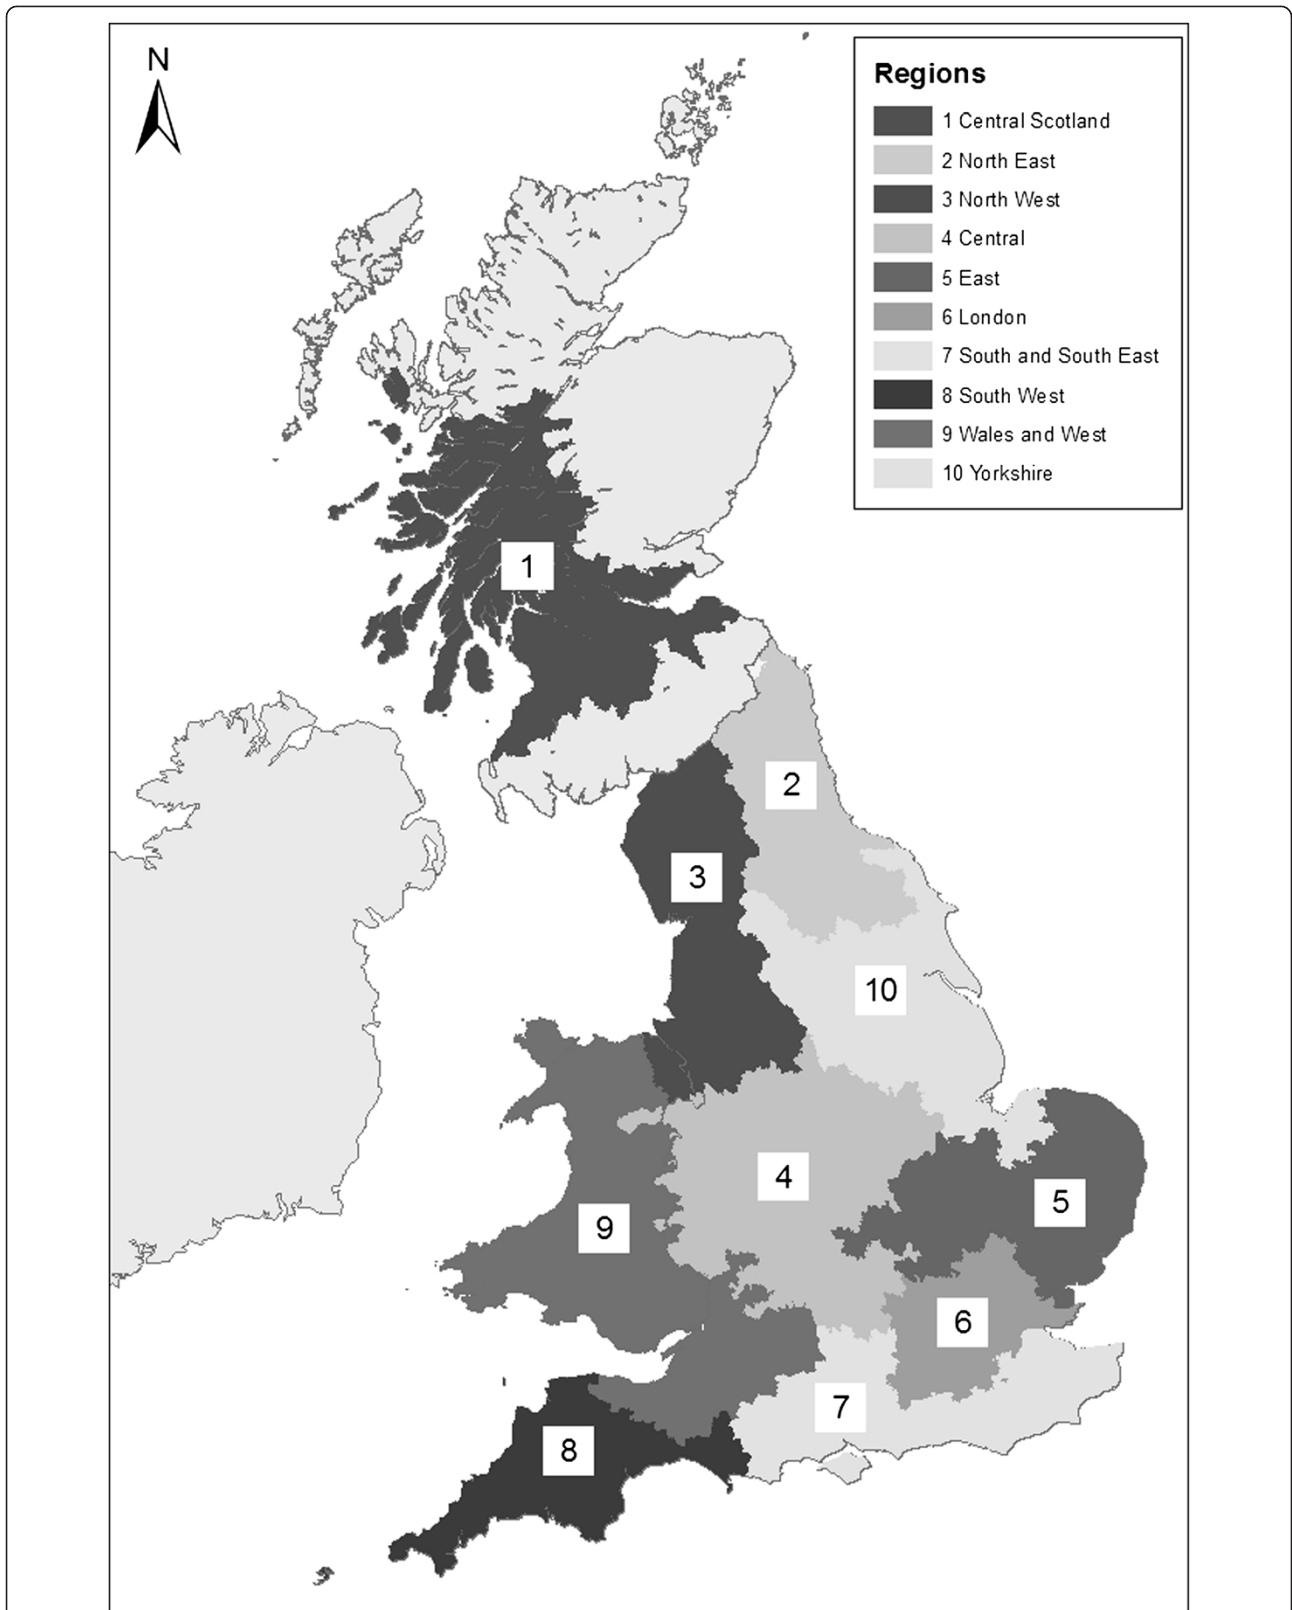 N
Regions
1 Central Scotland
2 North East
3 North West
4 Central
5 East
6 London
7 South and South East
8 South West
9 Wales and West
10 Yorkshire
1
2
3
10
4
5
9
6
7
8